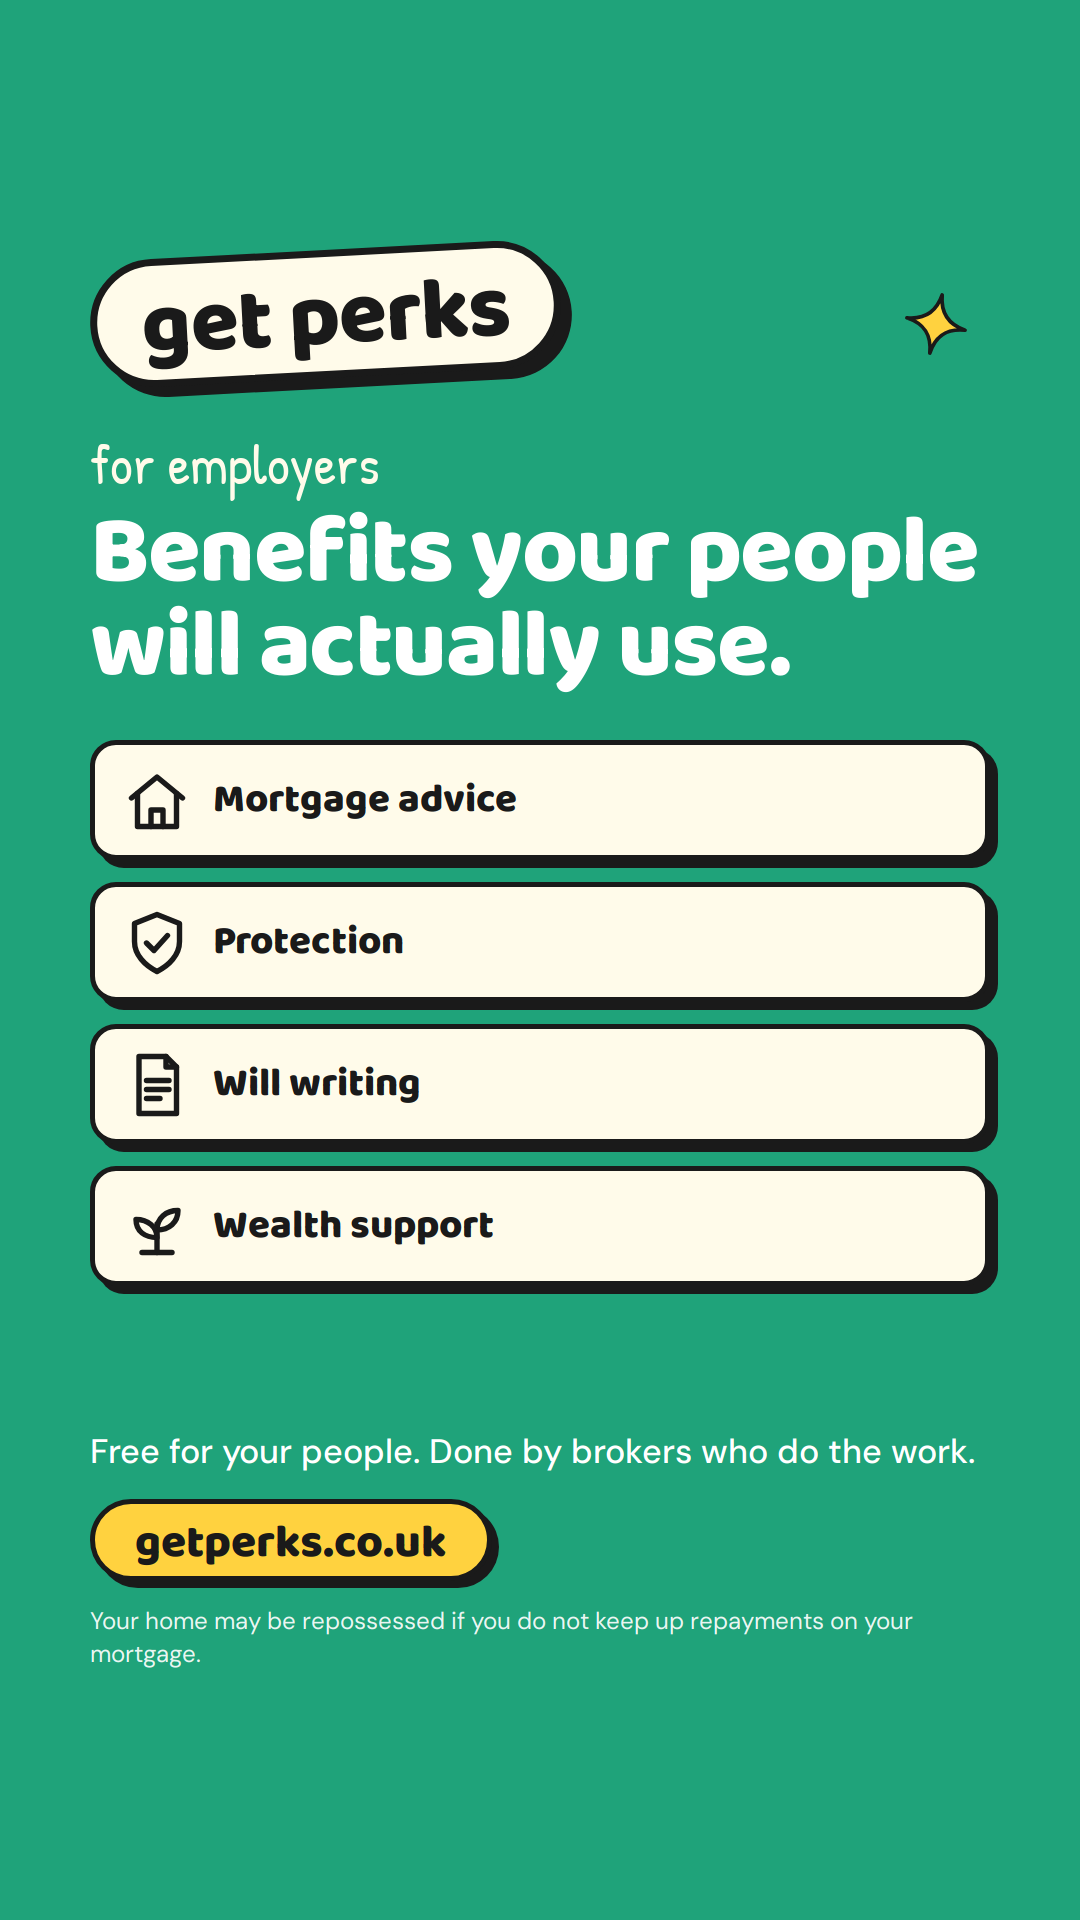 get perks
for employers
Benefits your people
will actually use.
Mortgage advice
Protection
Will writing
Wealth support
Free for your people. Done by brokers who do the work.
getperks.co.uk
Your home may be repossessed if you do not keep up repayments on your
mortgage.